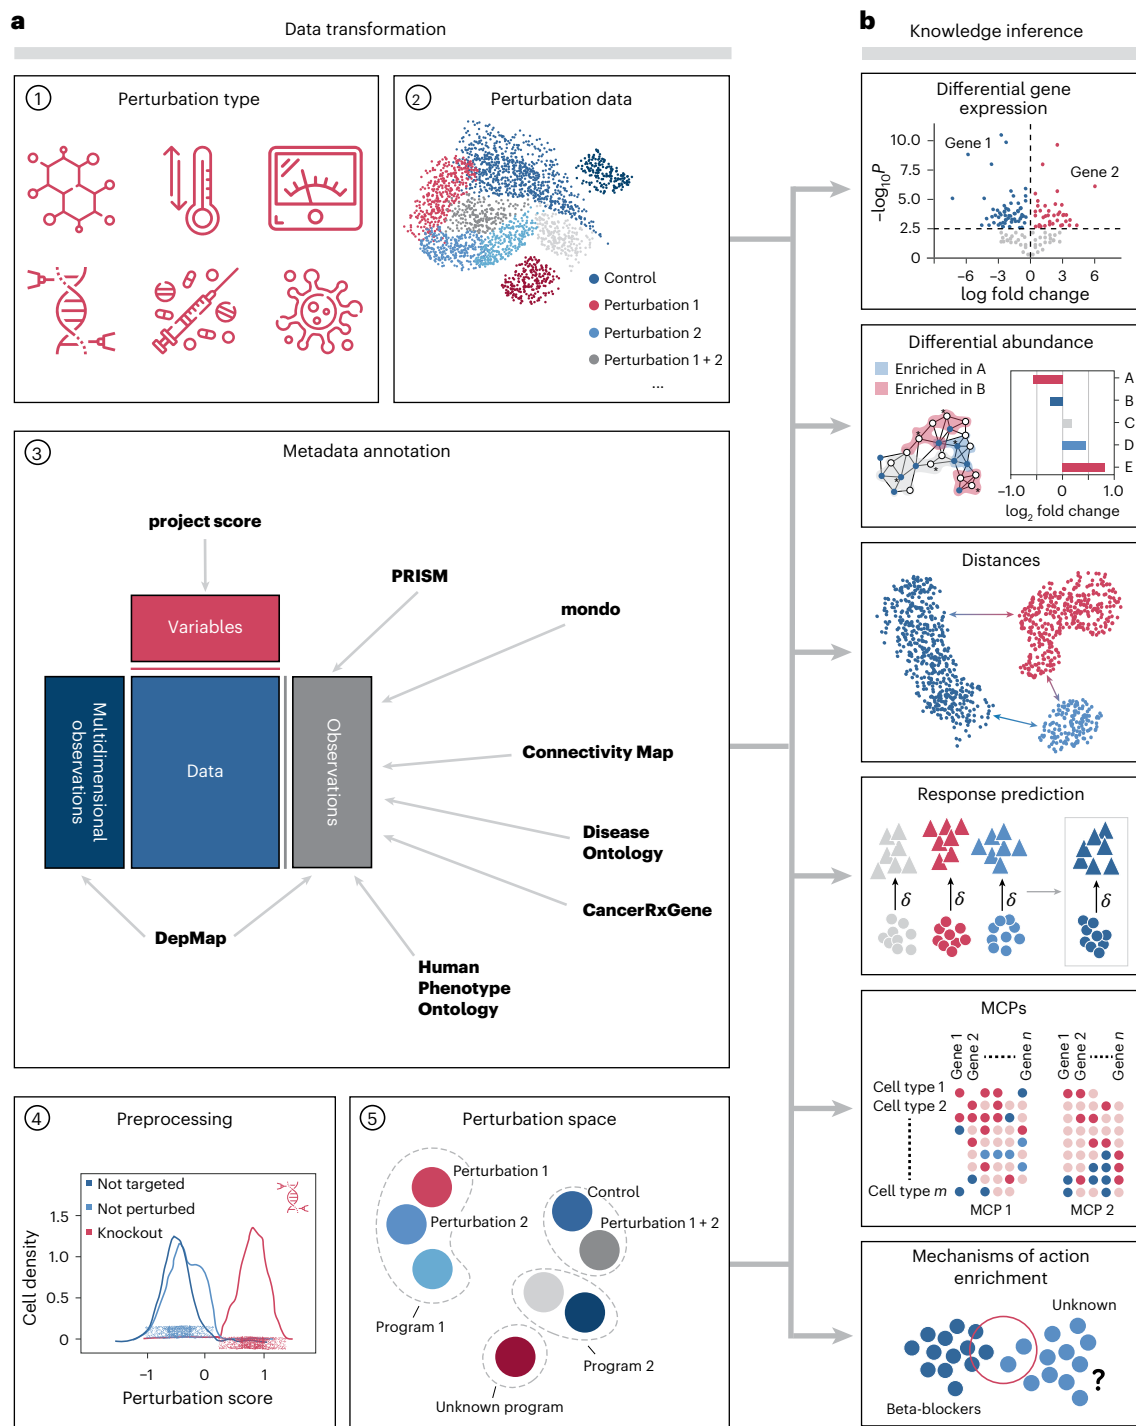 a
Data transformation
1
Perturbation type
2
Perturbation data
Control
Perturbation 1
Perturbation 2
Perturbation 1 + 2
...
3
Metadata annotation
project score
PRISM
mondo
Variables
Multidimensional
observations
Data
Observations
Connectivity Map
Disease
Ontology
CancerRxGene
DepMap
Human
Phenotype
Ontology
4
Preprocessing
Not targeted
Not perturbed
Knockout
Cell density
1.5
1.0
0.5
0
−1
0
1
Perturbation score
5
Perturbation space
Perturbation 1
Perturbation 2
Control
Perturbation 1 + 2
Program 1
Program 2
Unknown program
b
Knowledge inference
Differential gene
expression
−log10P
10.0
7.5
5.0
2.5
0
Gene 1
Gene 2
−6
−3
0
3
6
log fold change
Differential abundance
Enriched in A
Enriched in B
*
*
*
*
*
*
A
B
C
D
E
−1.0
0
1.0
log2 fold change
Distances
Response prediction
δ
δ
δ
δ
MCPs
Gene 1
Gene 2
Gene n
Gene 1
Gene 2
Gene n
Cell type 1
Cell type 2
Cell type m
MCP 1
MCP 2
Mechanisms of action
enrichment
Unknown
?
Beta-blockers